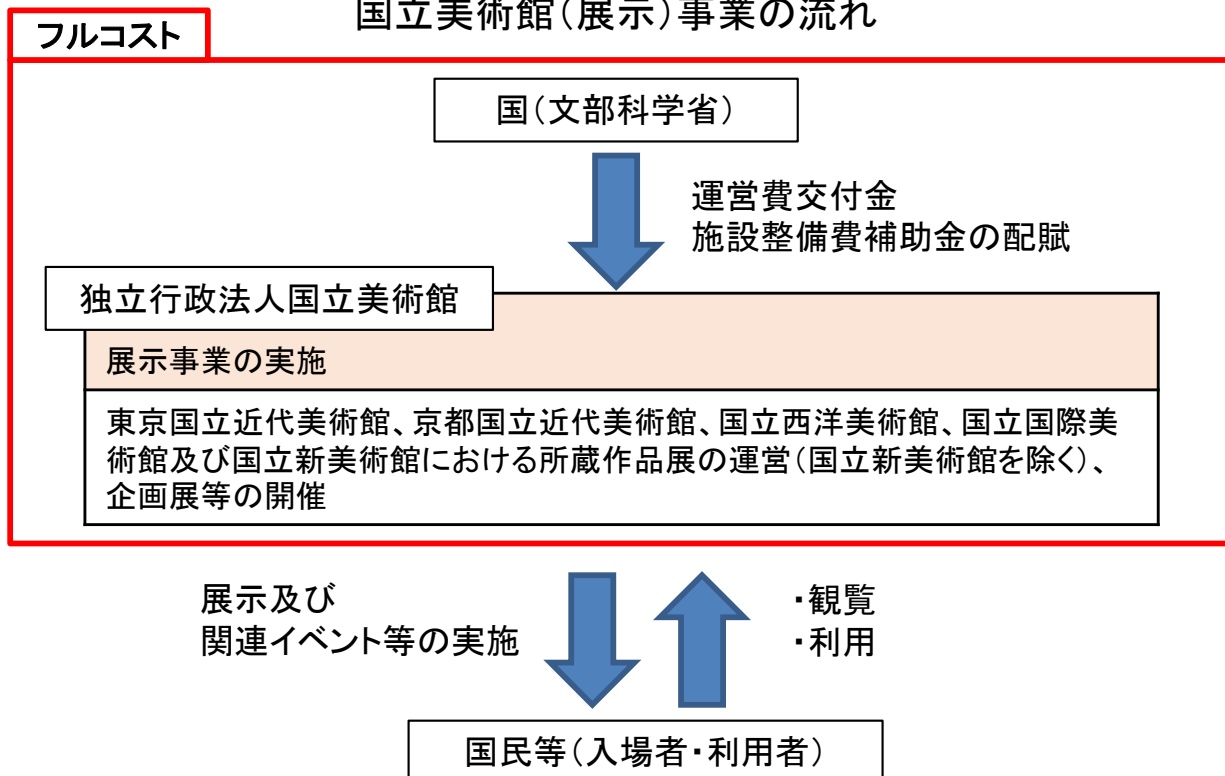 国立美術館（展示）事業の流れ
フルコスト
国（文部科学省）
運営費交付金
施設整備費補助金の配賦
独立行政法人国立美術館
展示事業の実施
東京国立近代美術館、京都国立近代美術館、国立西洋美術館、国立国際美
術館及び国立新美術館における所蔵作品展の運営（国立新美術館を除く）、
企画展等の開催
展示及び
関連イベント等の実施
・観覧
・利用
国民等（入場者・利用者）